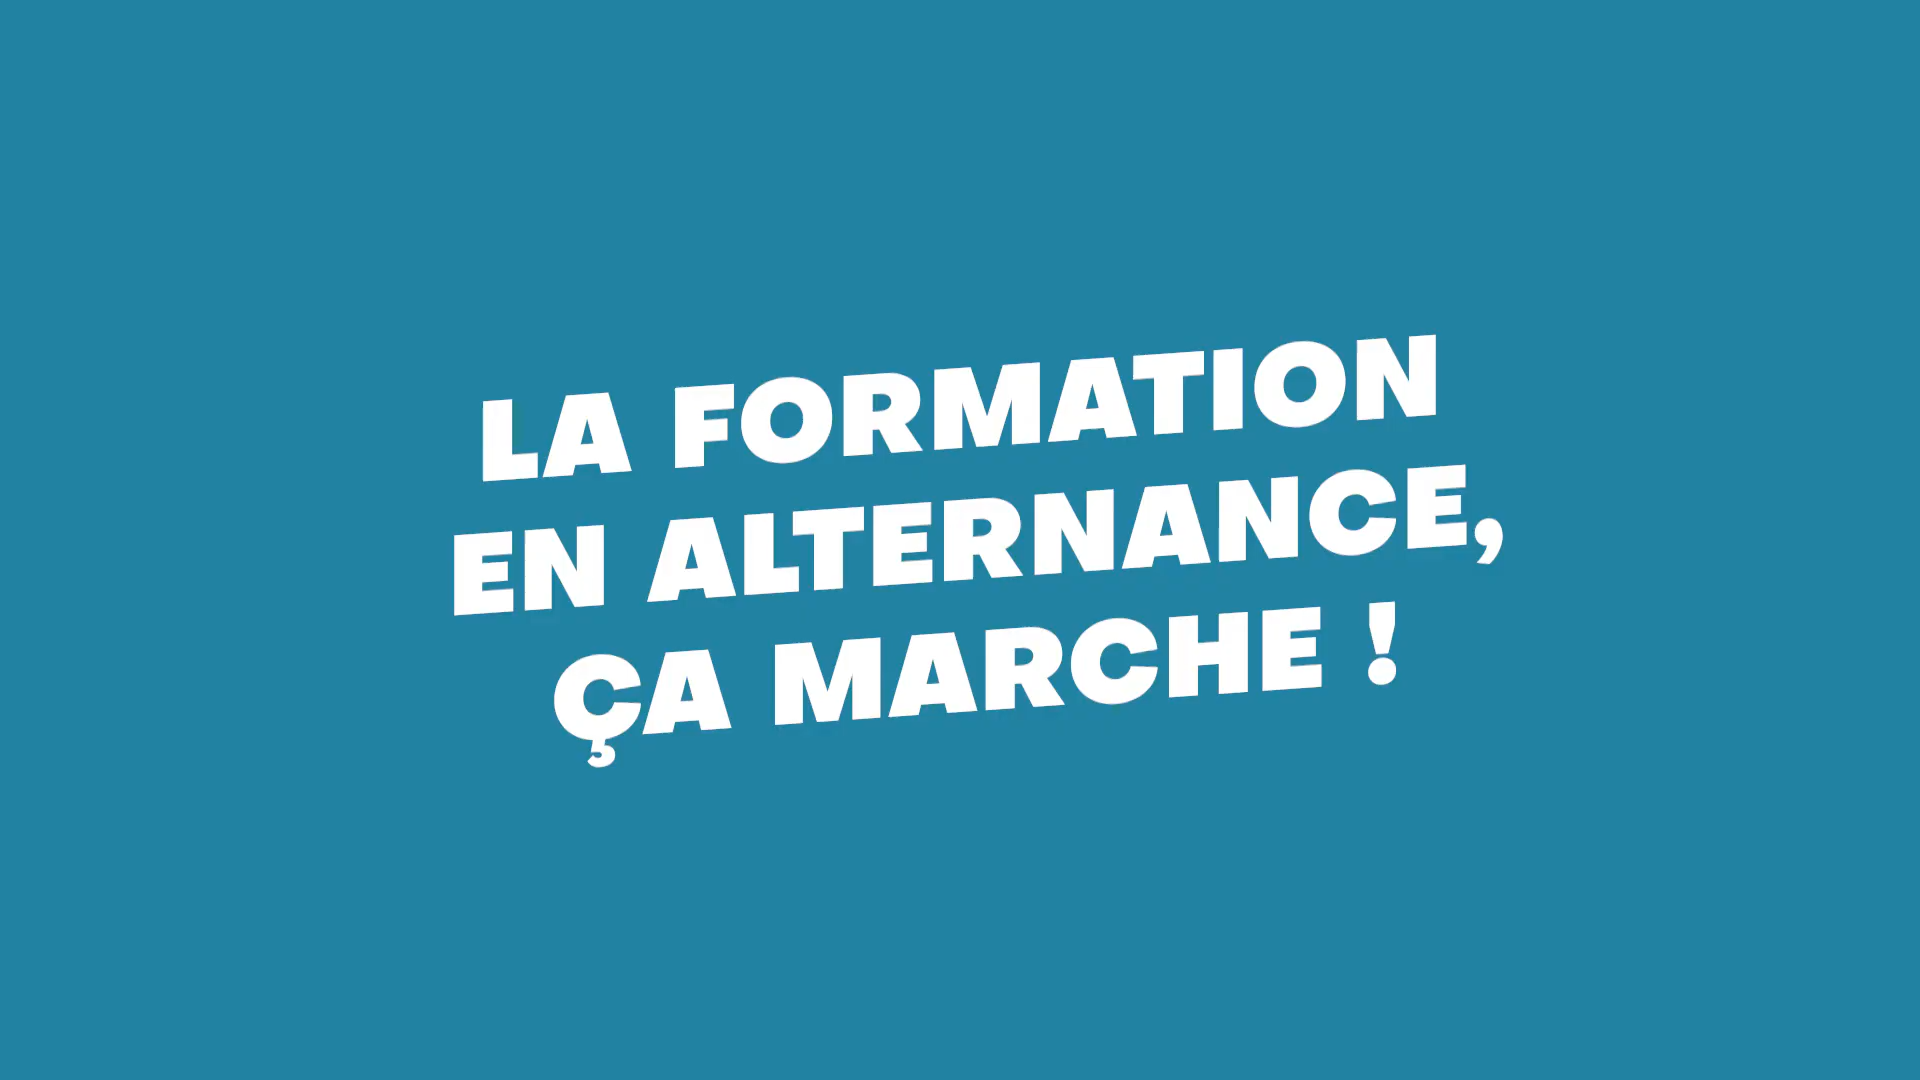 LA FORMATION
EN ALTERNANCE,
ÇA MARCHE !